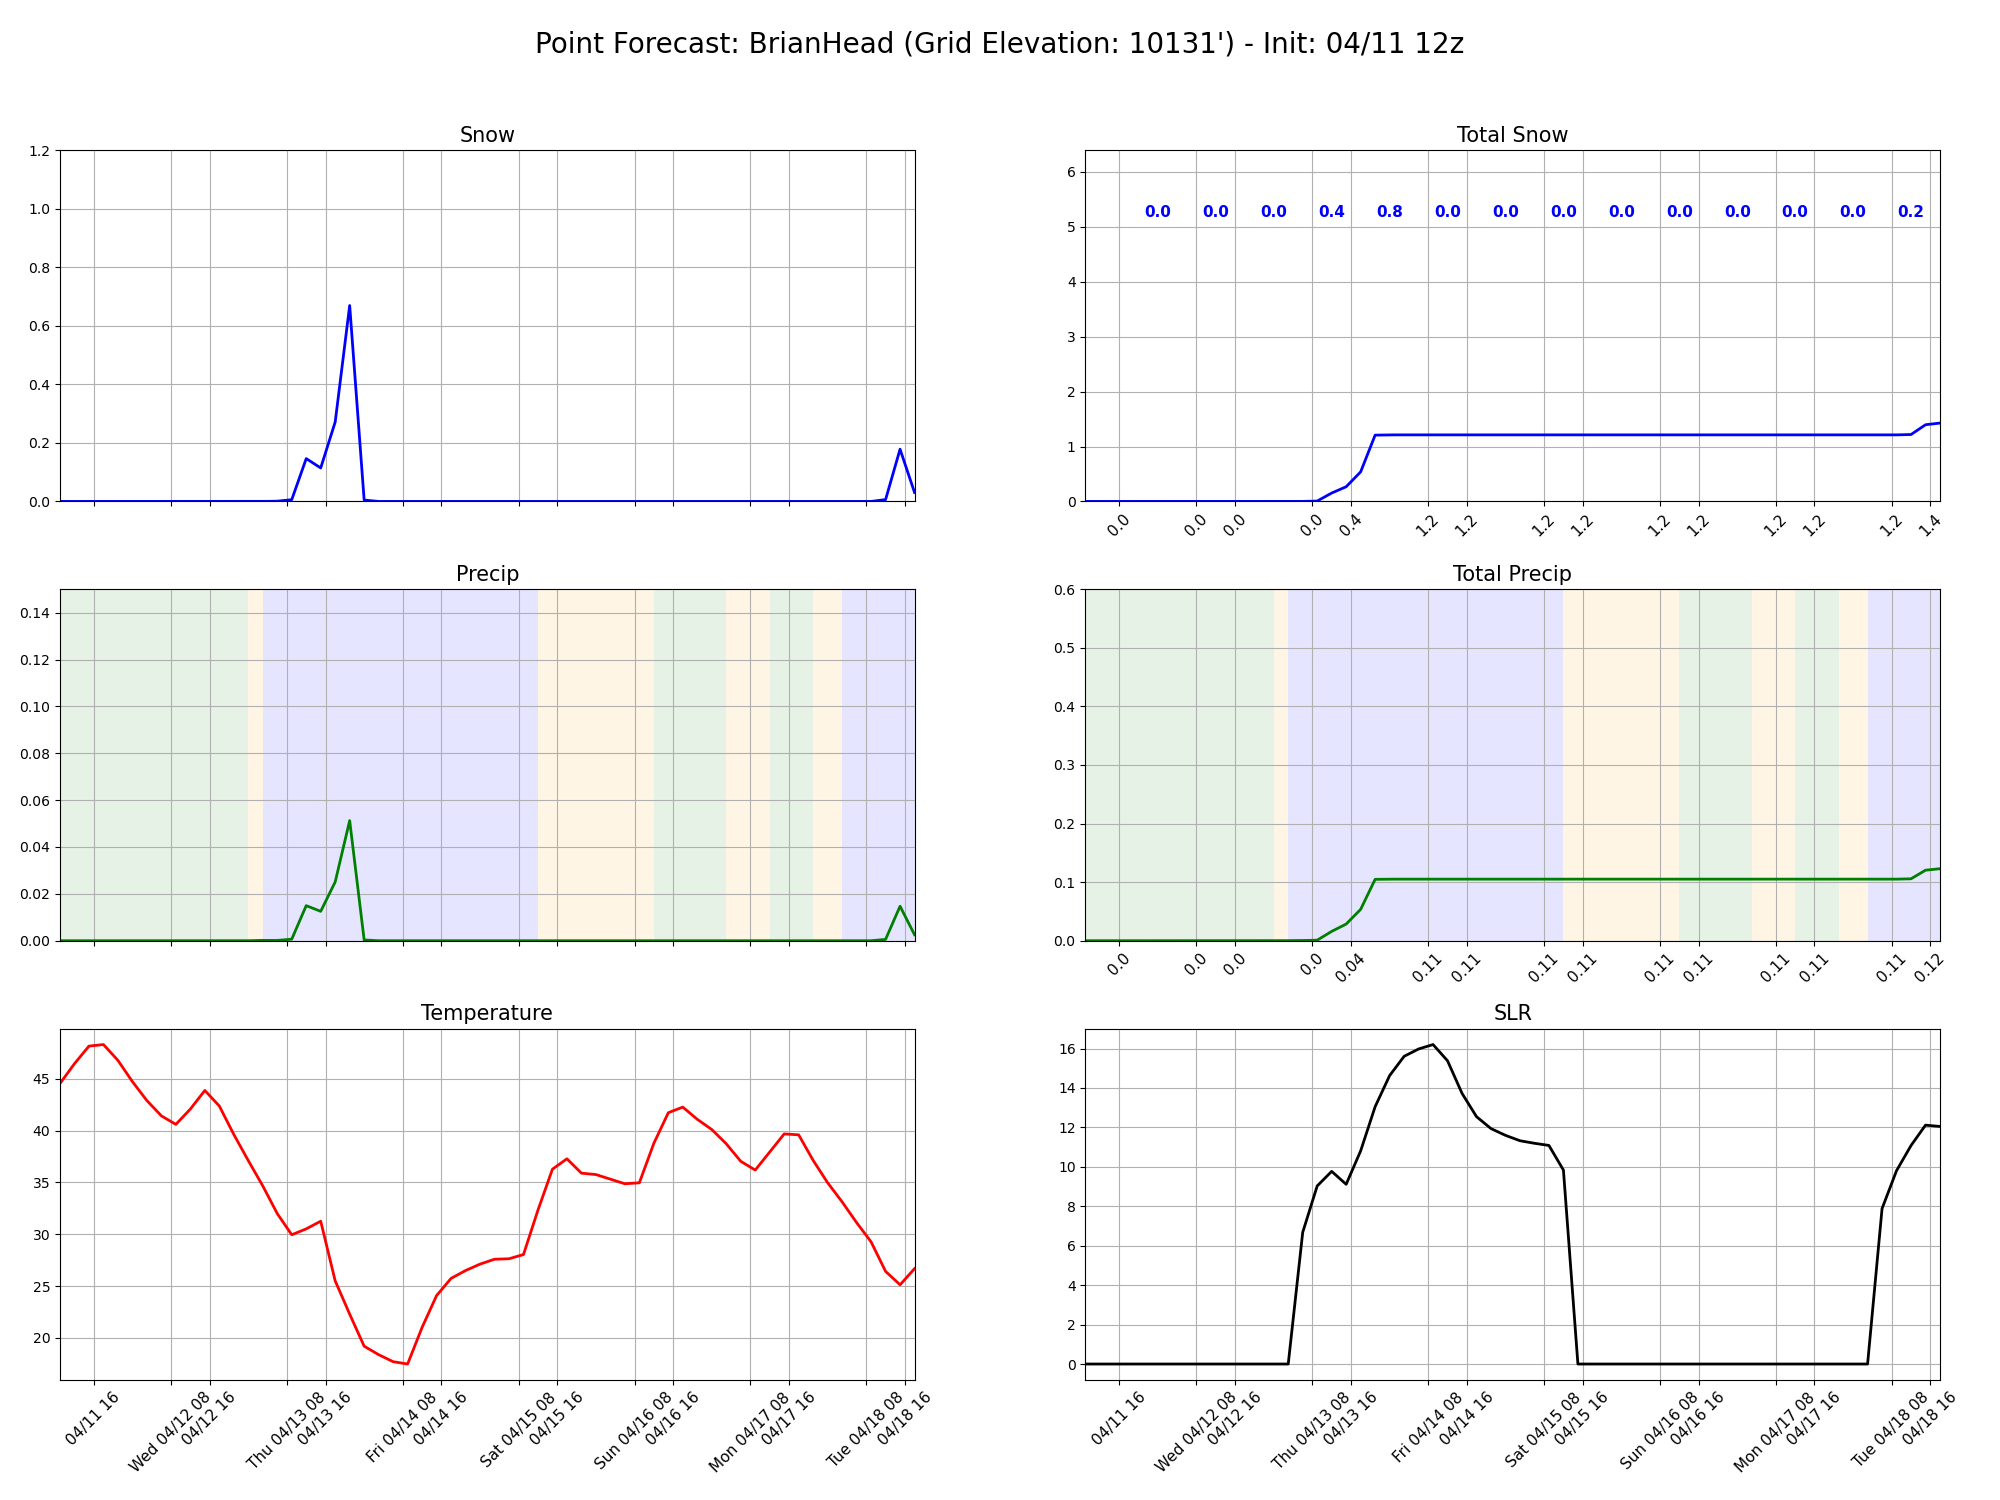 Point Forecast: BrianHead (Grid Elevation: 10131') - Init: 04/11 12z
Snow
1.2
1.0
0.8
0.6
0.4
0.2
0.0
Total Snow
6
5
4
3
2
1
0
0.0 0.0 0.0 0.4 0.8 0.0 0.0 0.0 0.0 0.0 0.0 0.0 0.0 0.2
0.0 0.0 0.0 0.0 0.4 1.2 1.2 1.2 1.2 1.2 1.2 1.2 1.2 1.2 1.4
Precip
0.14
0.12
0.10
0.08
0.06
0.04
0.02
0.00
Total Precip
0.6
0.5
0.4
0.3
0.2
0.1
0.0
0.0 0.0 0.0 0.0 0.04 0.11 0.11 0.11 0.11 0.11 0.11 0.11 0.11 0.11 0.12
Temperature
45
40
35
30
25
20
04/11 16
Wed 04/12 08
04/12 16
Thu 04/13 08
04/13 16
Fri 04/14 08
04/14 16
Sat 04/15 08
04/15 16
Sun 04/16 08
04/16 16
Mon 04/17 08
04/17 16
Tue 04/18 08
04/18 16
SLR
16
14
12
10
8
6
4
2
0
04/11 16
Wed 04/12 08
04/12 16
Thu 04/13 08
04/13 16
Fri 04/14 08
04/14 16
Sat 04/15 08
04/15 16
Sun 04/16 08
04/16 16
Mon 04/17 08
04/17 16
Tue 04/18 08
04/18 16